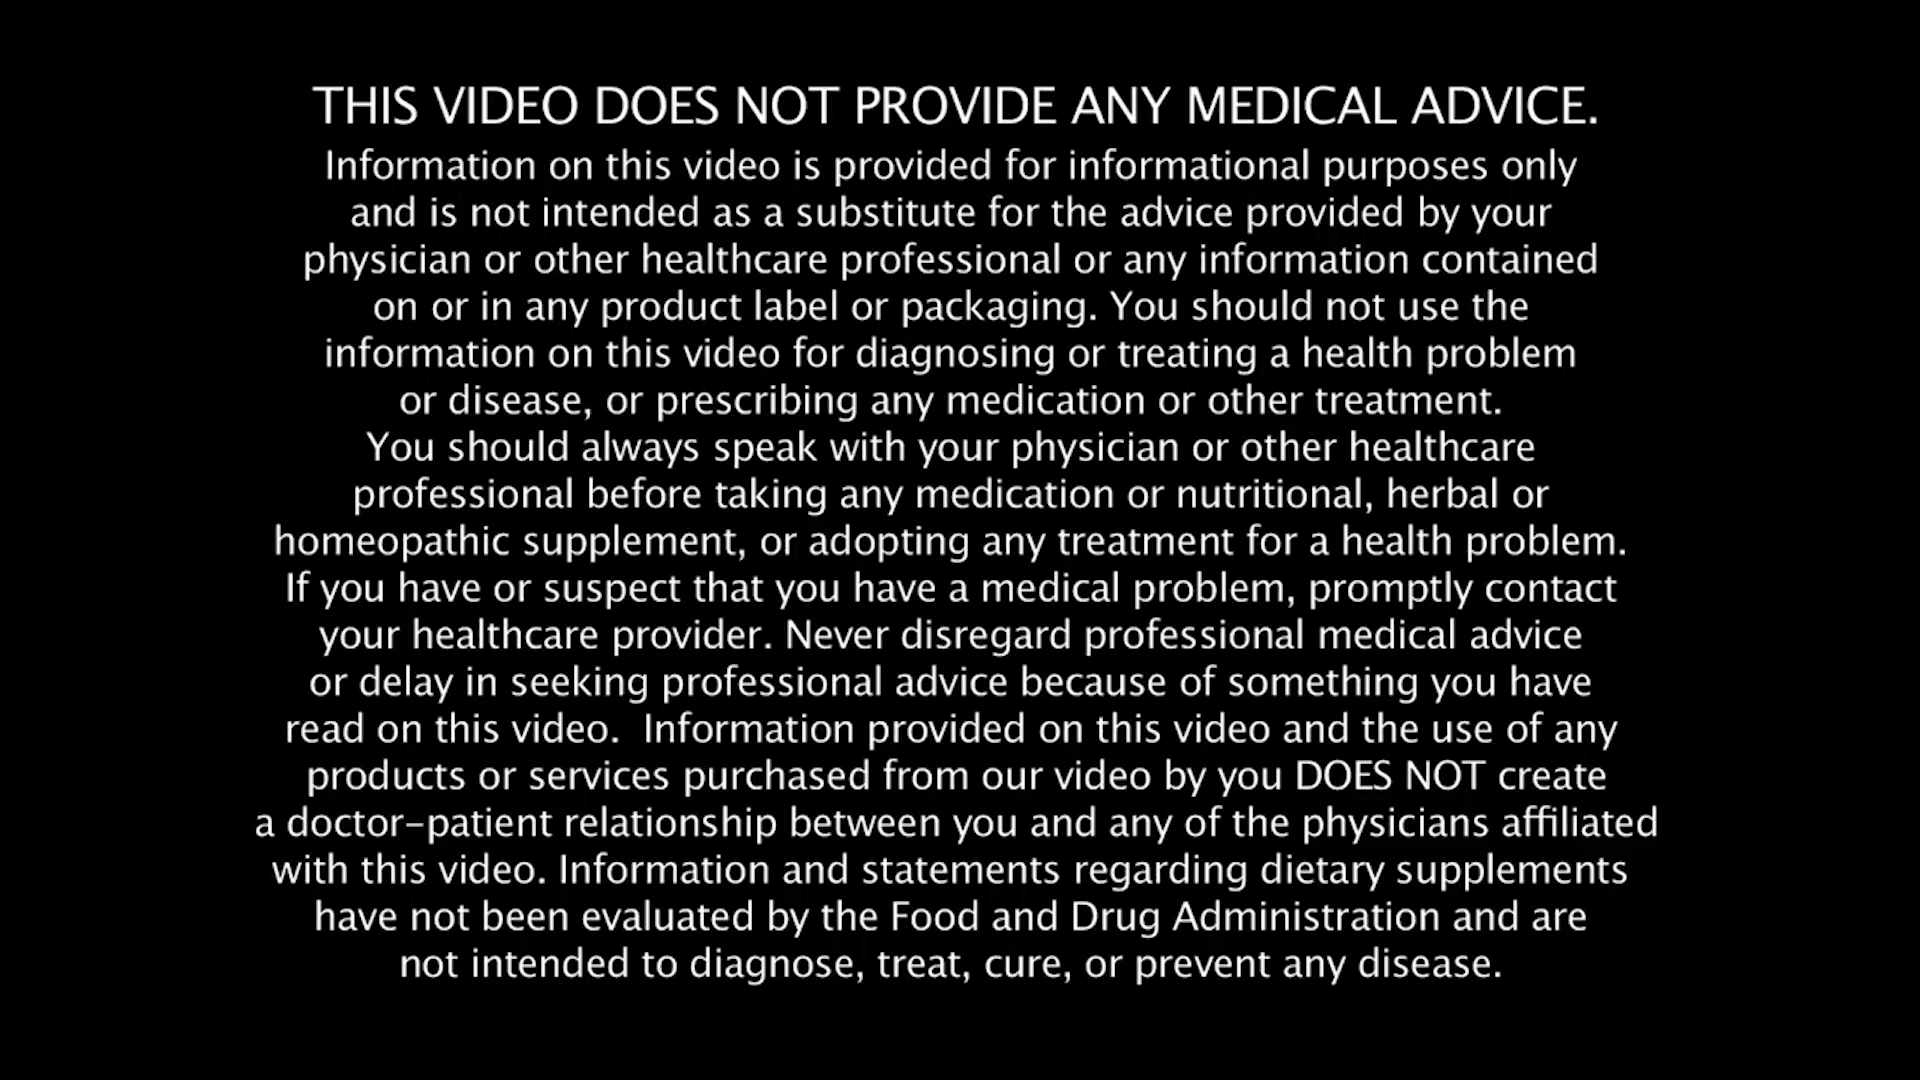 THIS VIDEO DOES NOT PROVIDE ANY MEDICAL ADVICE.
Information on this video is provided for informational purposes only
and is not intended as a substitute for the advice provided by your
physician or other healthcare professional or any information contained
on or in any product label or packaging. You should not use the
information on this video for diagnosing or treating a health problem
or disease, or prescribing any medication or other treatment.
You should always speak with your physician or other healthcare
professional before taking any medication or nutritional, herbal or
homeopathic supplement, or adopting any treatment for a health problem.
If you have or suspect that you have a medical problem, promptly contact
your healthcare provider. Never disregard professional medical advice
or delay in seeking professional advice because of something you have
read on this video.  Information provided on this video and the use of any
products or services purchased from our video by you DOES NOT create
a doctor–patient relationship between you and any of the physicians affiliated
with this video. Information and statements regarding dietary supplements
have not been evaluated by the Food and Drug Administration and are
not intended to diagnose, treat, cure, or prevent any disease.